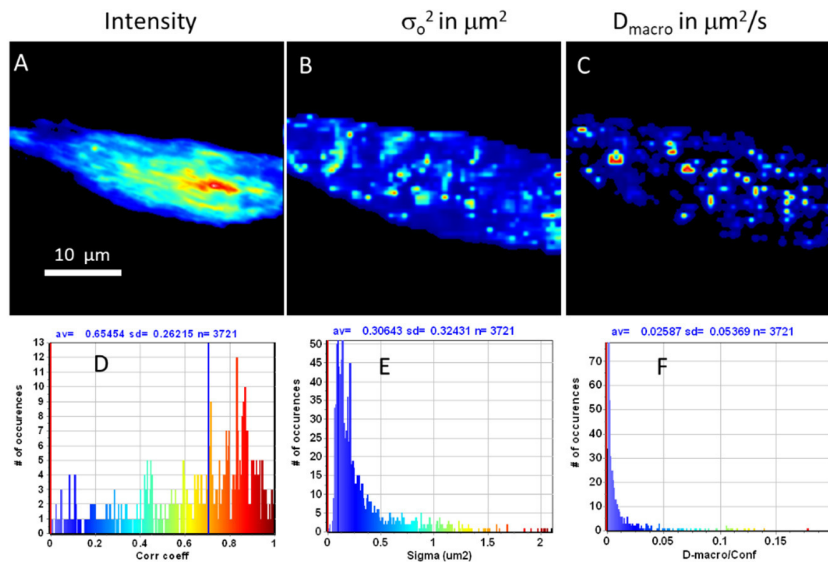 Intensity
σo² in μm²
Dmacro in μm²/s
A
B
C
10 μm
av= 0.65454 sd= 0.26215 n= 3721
av= 0.30643 sd= 0.32431 n= 3721
av= 0.02587 sd= 0.05369 n= 3721
13
12
11
10
9
8
7
6
5
4
3
2
1
0
# of occurences
D
0
0.2
0.4
0.6
0.8
1
Corr coeff
50
45
40
35
30
25
20
15
10
5
0
# of occurences
E
0
0.5
1
1.5
2
Sigma (um2)
70
60
50
40
30
20
10
0
# of occurences
F
0
0.05
0.1
0.15
D-macro/Conf